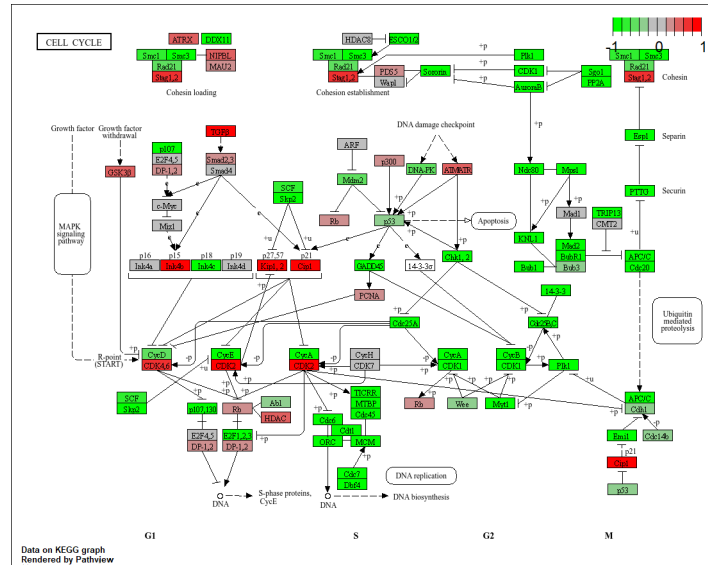 CELL CYCLE
-1 0 1
ATRX DDX11
Smc1 Smc3 NIPBL
Rad21 MAU2
Stag1,2
Cohesin loading
HDAC8 ESCO1/2
Smc1 Smc3
Rad21 PDS5 Sororin
Stag1,2 Wapl
Cohesion establishment
+p
Plk1
CDK1
AuroraB
Sgo1
PP2A
+p
+p
Smc1 Smc3
Rad21
Stag1,2
Cohesin
Growth factor
Growth factor
withdrawal
GSK3β
TGFβ
p107
E2F4,5
DP-1,2
Smad2,3
Smad4
c-Myc
Miz1
e
e
e
SCF
Skp2
+u
+u
ARF
Mdm2
p300
Rb
DNA damage checkpoint
DNA-PK
ATM/ATR
+p
+p
+p
p53
Apoptosis
+p
Ndc80
Mps1
+p
+p
KNL1
Bub1
Mad1
Mad2
BubR1
Bub3
TRIP13
CMT2
Esp1
Separin
PTTG
Securin
+u
APC/C
Cdc20
MAPK
signaling
pathway
p16 p15 p18 p19 p27,57 p21
Ink4a Ink4b Ink4c Ink4d Kip1,2 Cip1
e
e
e
GADD45
14-3-3σ
Chk1,2
+p
+p
PCNA
Cdc25A
14-3-3
Cdc25B,C
Ubiquitin
mediated
proteolysis
R-point
(START)
+p
CycD
CDK4,6
-p
CycE
CDK2
-p
CycA
CDK2
CycH
CDK7
-p
CycA
CDK1
CycB
CDK1
-p
+p
Plk1
+u
SCF
Skp2
+u
+p
+p
p107,130
Rb
Abl
HDAC
E2F4,5
DP-1,2
E2F1,2,3
DP-1,2
+p
+p
Cdc6
Cdt1
ORC
TICRR
MTBP
Cdc45
MCM
+p
Cdc7
Dbf4
+p
Rb
Wee
Myt1
+p
APC/C
Cdh1
-p
Emi1
Cdc14b
p21
Cip1
p53
DNA replication
DNA
S-phase proteins,
CycE
DNA
DNA biosynthesis
G1 S G2 M
Data on KEGG graph
Rendered by Pathview